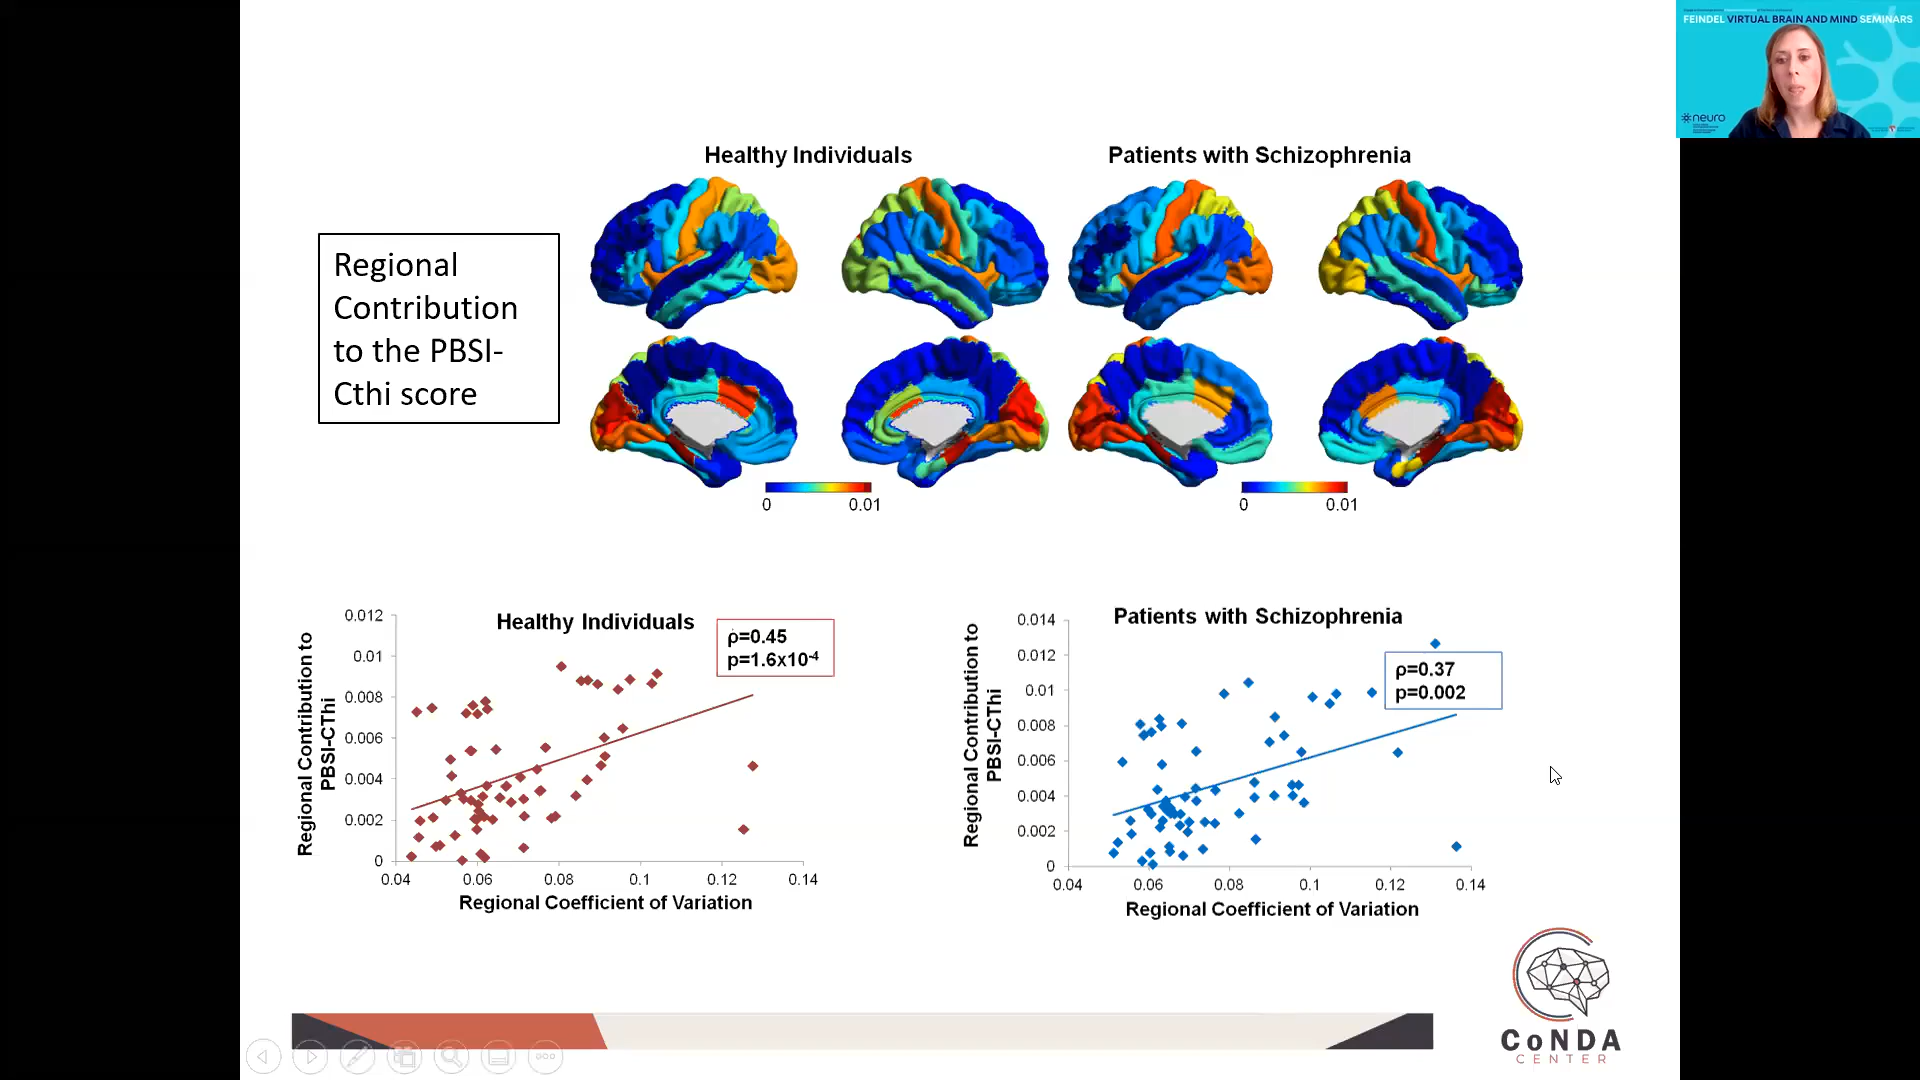 FEINDEL VIRTUAL BRAIN AND MIND SEMINARS
neuro
Healthy Individuals
Patients with Schizophrenia
Regional
Contribution
to the PBSI-
Cthi score
0
0.01
0
0.01
Healthy Individuals
ρ=0.45
p=1.6x10-4
Regional Contribution to
PBSI-CThi
0.012
0.01
0.008
0.006
0.004
0.002
0
0.04 0.06 0.08 0.1 0.12 0.14
Regional Coefficient of Variation
Patients with Schizophrenia
ρ=0.37
p=0.002
Regional Contribution to
PBSI-CThi
0.014
0.012
0.01
0.008
0.006
0.004
0.002
0
0.04 0.06 0.08 0.1 0.12 0.14
Regional Coefficient of Variation
CoNDA
CENTER